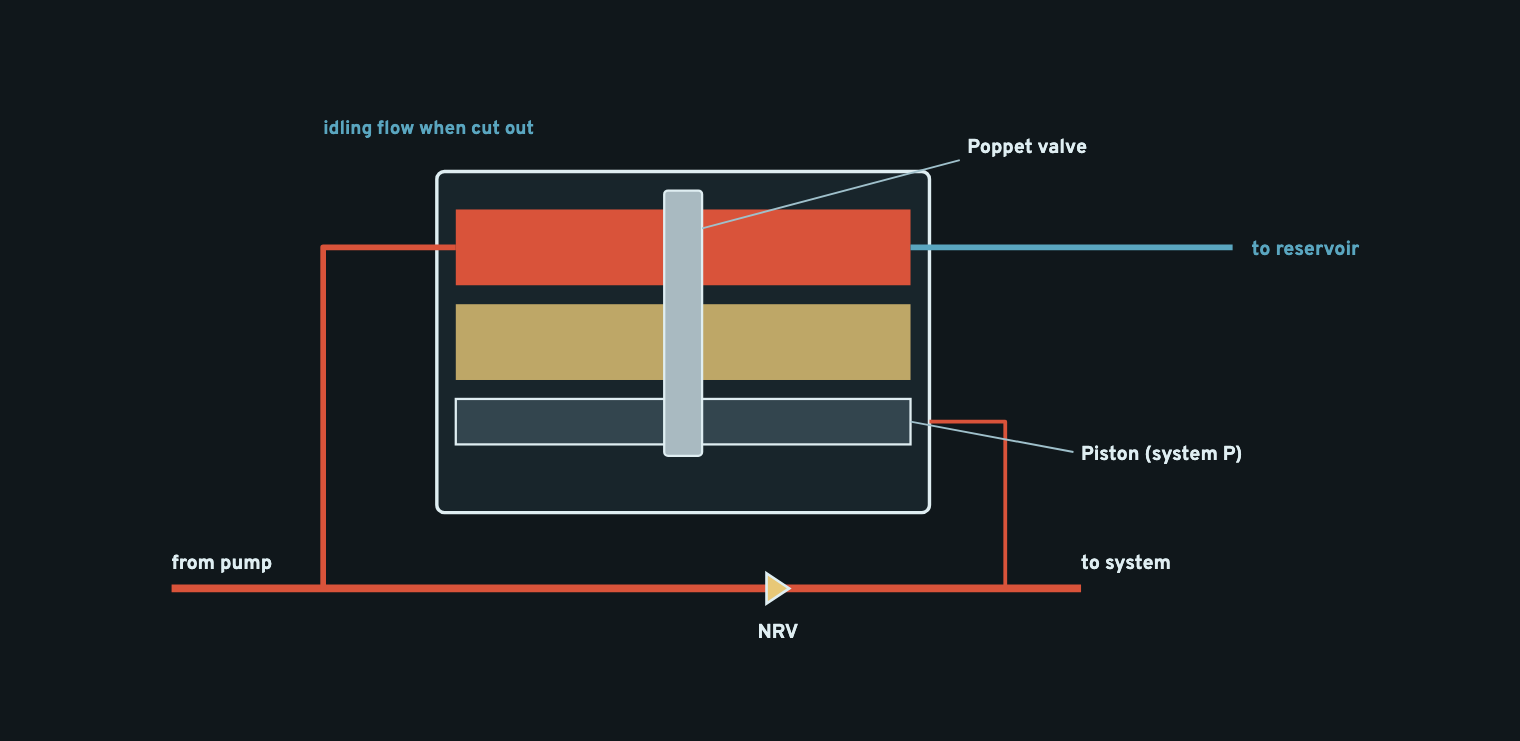 idling flow when cut out
Poppet valve
to reservoir
Piston (system P)
from pump
to system
NRV